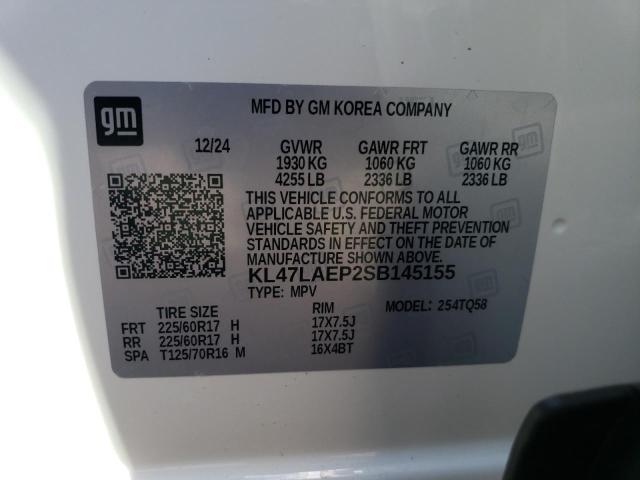 gm
MFD BY GM KOREA COMPANY
12/24 GVWR GAWR FRT GAWR RR
1930 KG 1060 KG 1060 KG
4255 LB 2336 LB 2336 LB
THIS VEHICLE CONFORMS TO ALL
APPLICABLE U.S. FEDERAL MOTOR
VEHICLE SAFETY AND THEFT PREVENTION
STANDARDS IN EFFECT ON THE DATE OF
MANUFACTURE SHOWN ABOVE.
KL47LAEP2SB145155
TYPE: MPV MODEL: 254TQ58
TIRE SIZE RIM
FRT 225/60R17 H 17X7.5J
RR 225/60R17 H 17X7.5J
SPA T125/70R16 M 16X4BT